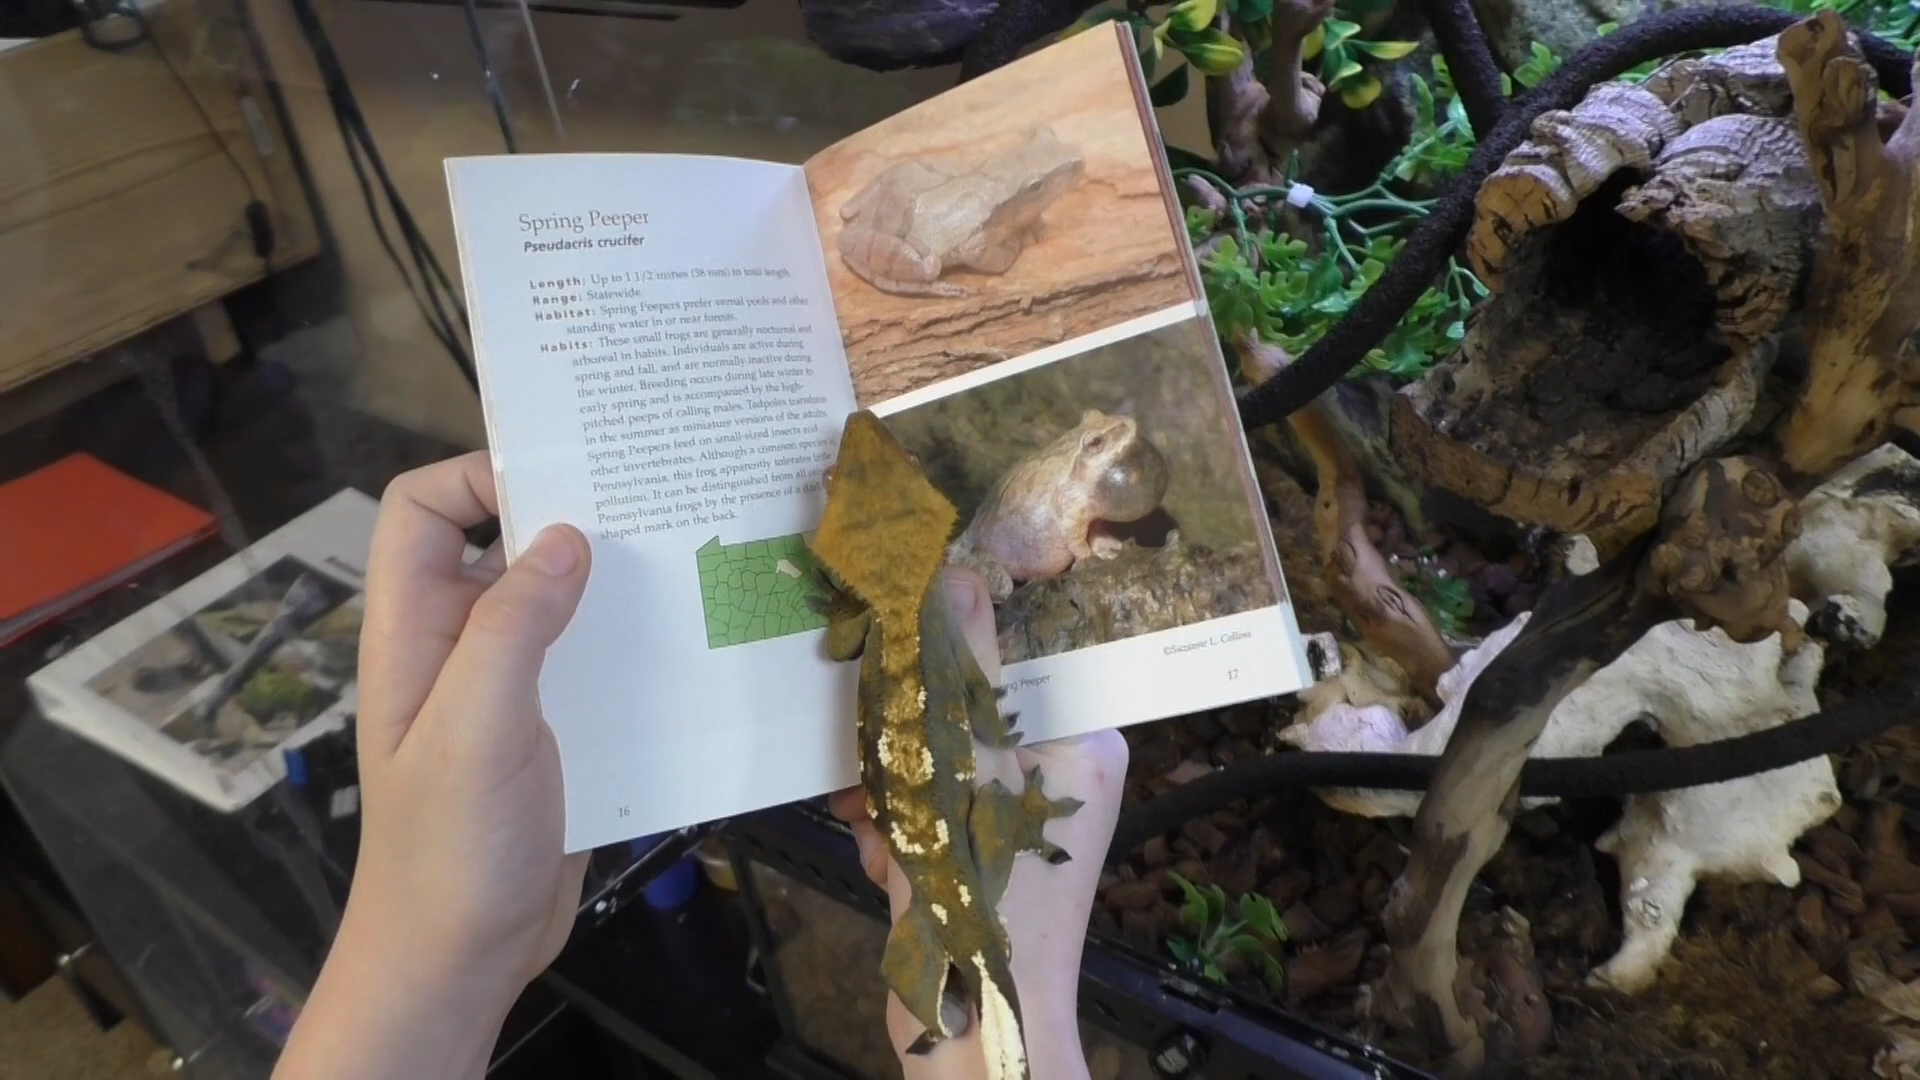 Spring Peeper
Pseudacris crucifer
Length: Up to 1 1/2 inches (38 mm) in total length
Range: Statewide
Habitat: Spring Peepers prefer vernal pools and other
standing water in or near forests.
Habits: These small frogs are generally nocturnal and
arboreal in habits. Individuals are active during
spring and fall, and are normally inactive during
the winter. Breeding occurs during late winter to
early spring and is accompanied by the high-
pitched peeps of calling males. Tadpoles transform
in the summer as miniature versions of the adults.
Spring Peepers feed on small-sized insects and
other invertebrates. Although a common species in
Pennsylvania, this frog apparently tolerates little
pollution. It can be distinguished from all other
Pennsylvania frogs by the presence of a dark
shaped mark on the back.
16
©Suzanne L. Collins
Peeper
17